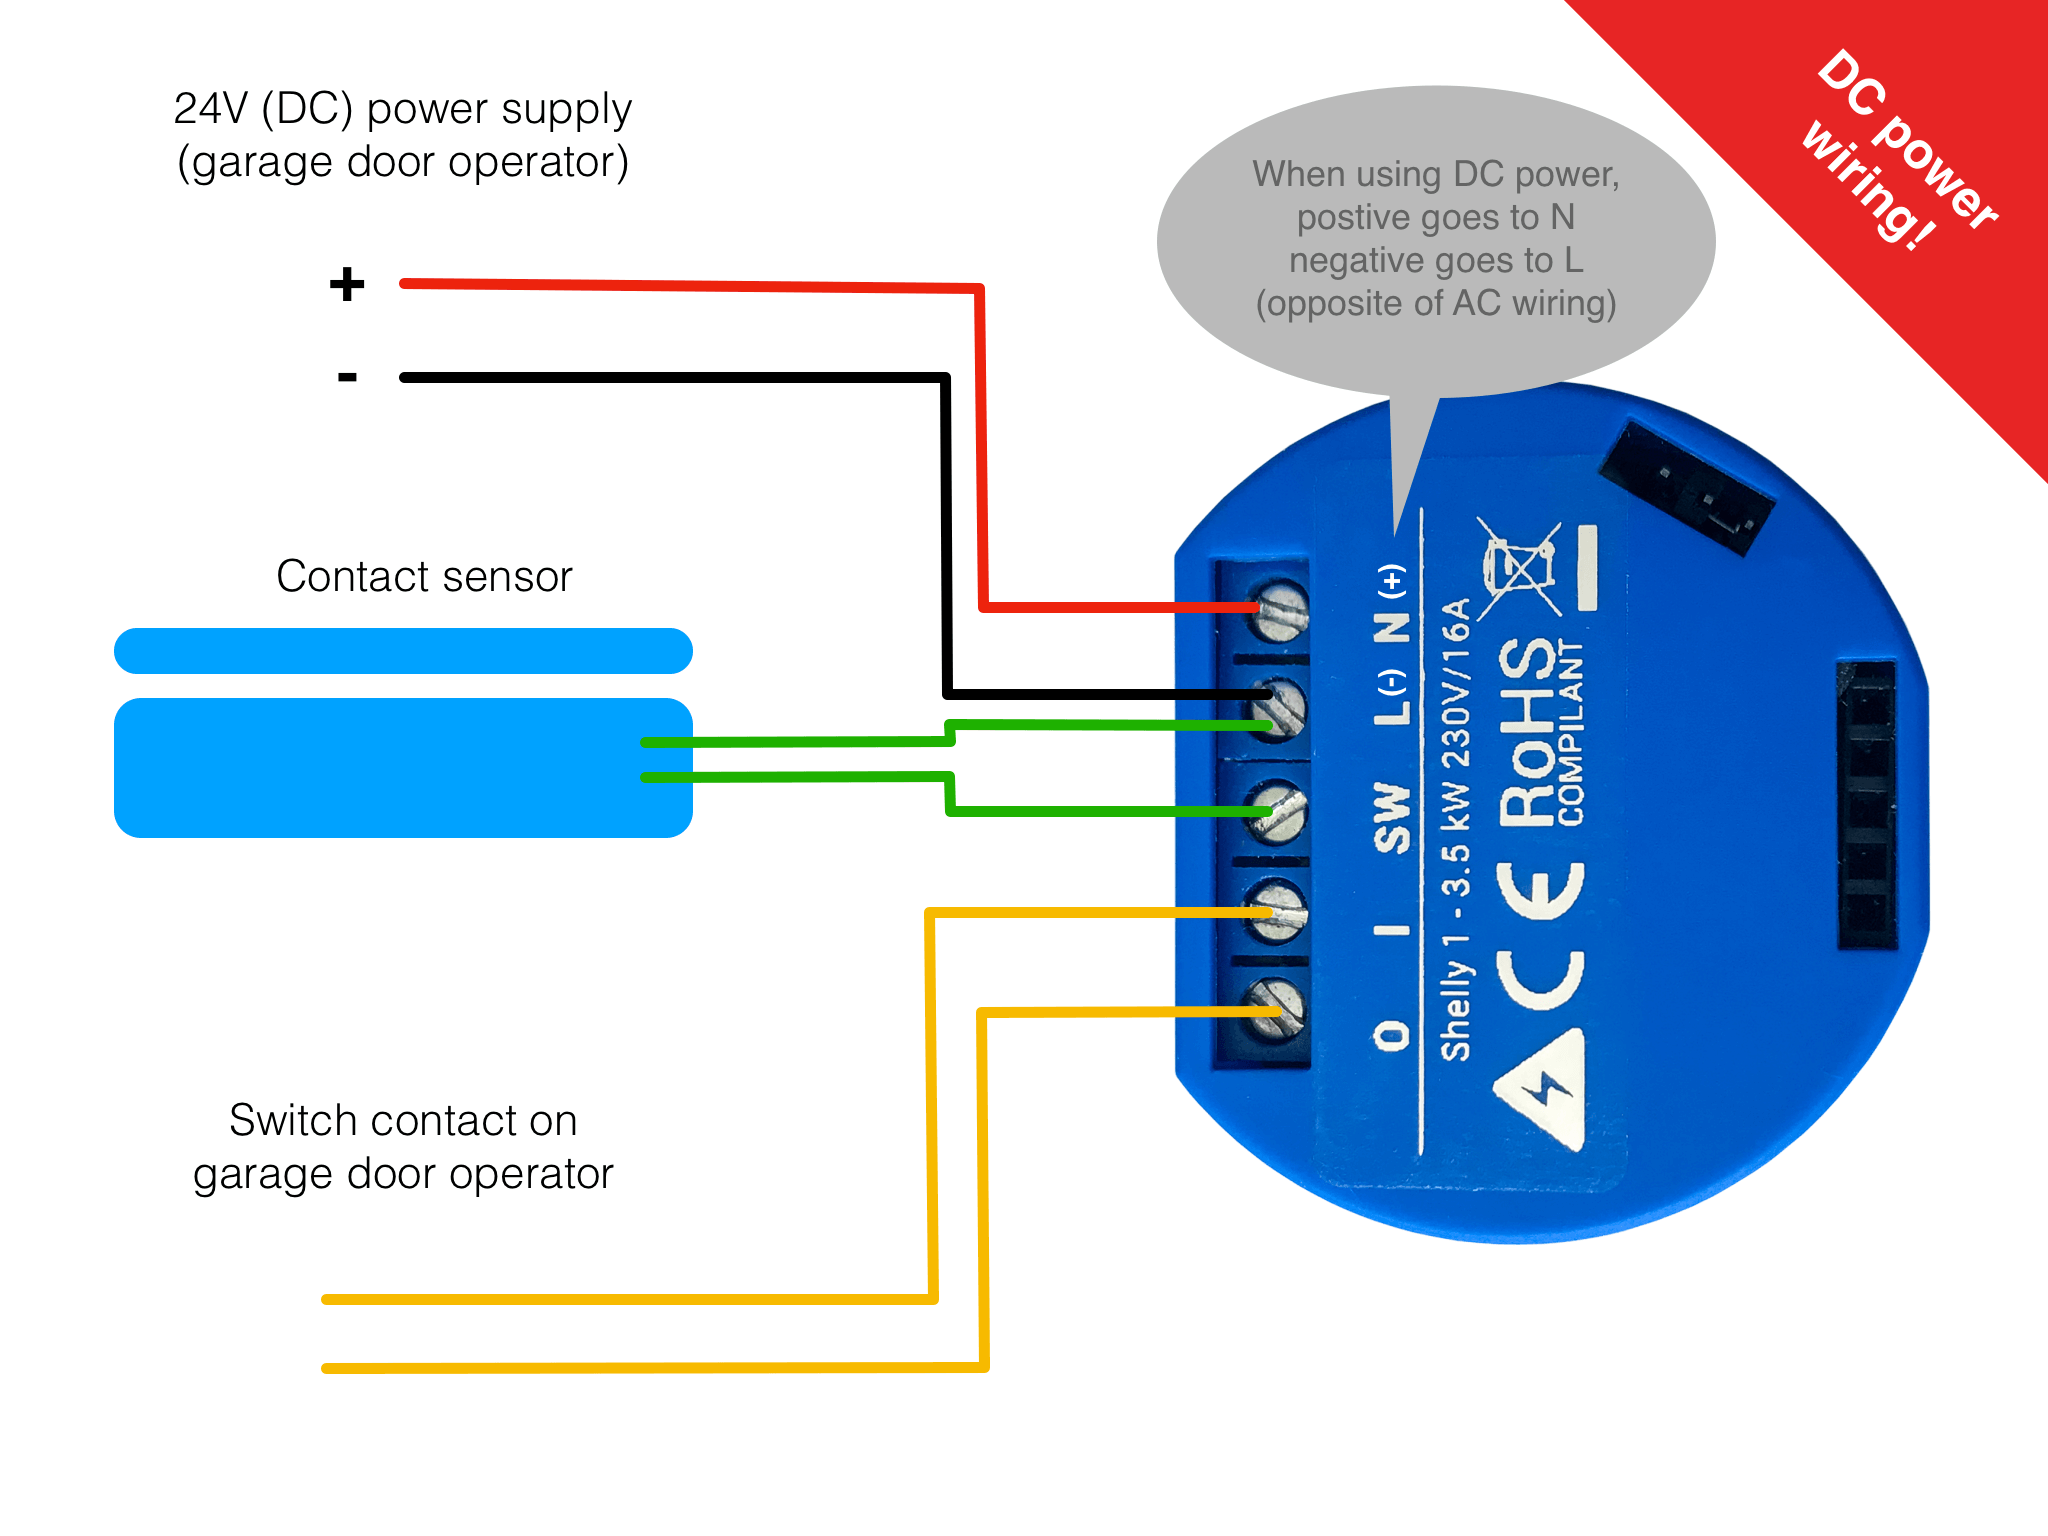 24V (DC) power supply
(garage door operator)
+
-
When using DC power,
postive goes to N
negative goes to L
(opposite of AC wiring)
DC power
wiring!
Contact sensor
Switch contact on
garage door operator
O I SW L(-) N(+)
Shelly 1 - 3.5 kW 230V/16A
CE RoHS
COMPILANT